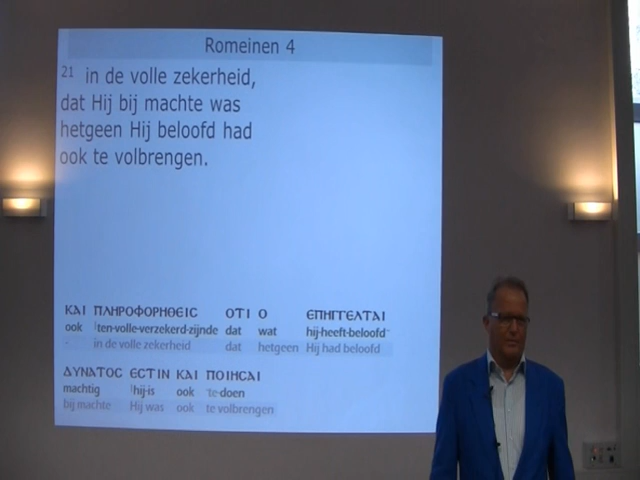 Romeinen 4
21 in de volle zekerheid,
dat Hij bij machte was
hetgeen Hij beloofd had
ook te volbrengen.
ΚΑΙ ΠΛΗΡΟΦΟΡΗΘΕΙϹ ΟΤΙ Ο ΕΠΗΓΓΕΛΤΑΙ
ook ten-volle-verzekerd-zijnde dat wat hij-heeft-beloofd
- in de volle zekerheid dat hetgeen Hij had beloofd
ΔΥΝΑΤΟϹ ΕϹΤΙΝ ΚΑΙ ΠΟΙΗϹΑΙ
machtig hij-is ook te-doen
bij machte Hij was ook te volbrengen